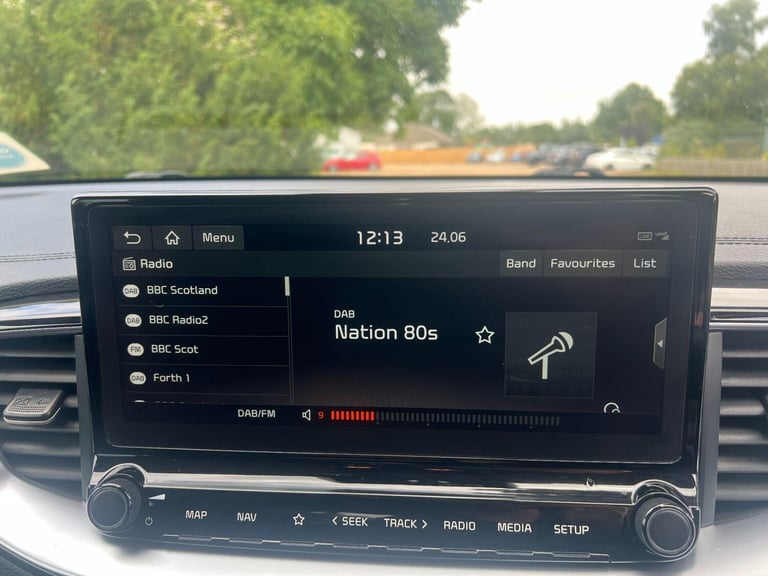 Menu 12:13 24.06
Radio Band Favourites List
DAB BBC Scotland
DAB BBC Radio2
FM BBC Scot
DAB Forth 1
DAB
Nation 80s
DAB/FM 9
MAP NAV < SEEK TRACK > RADIO MEDIA SETUP